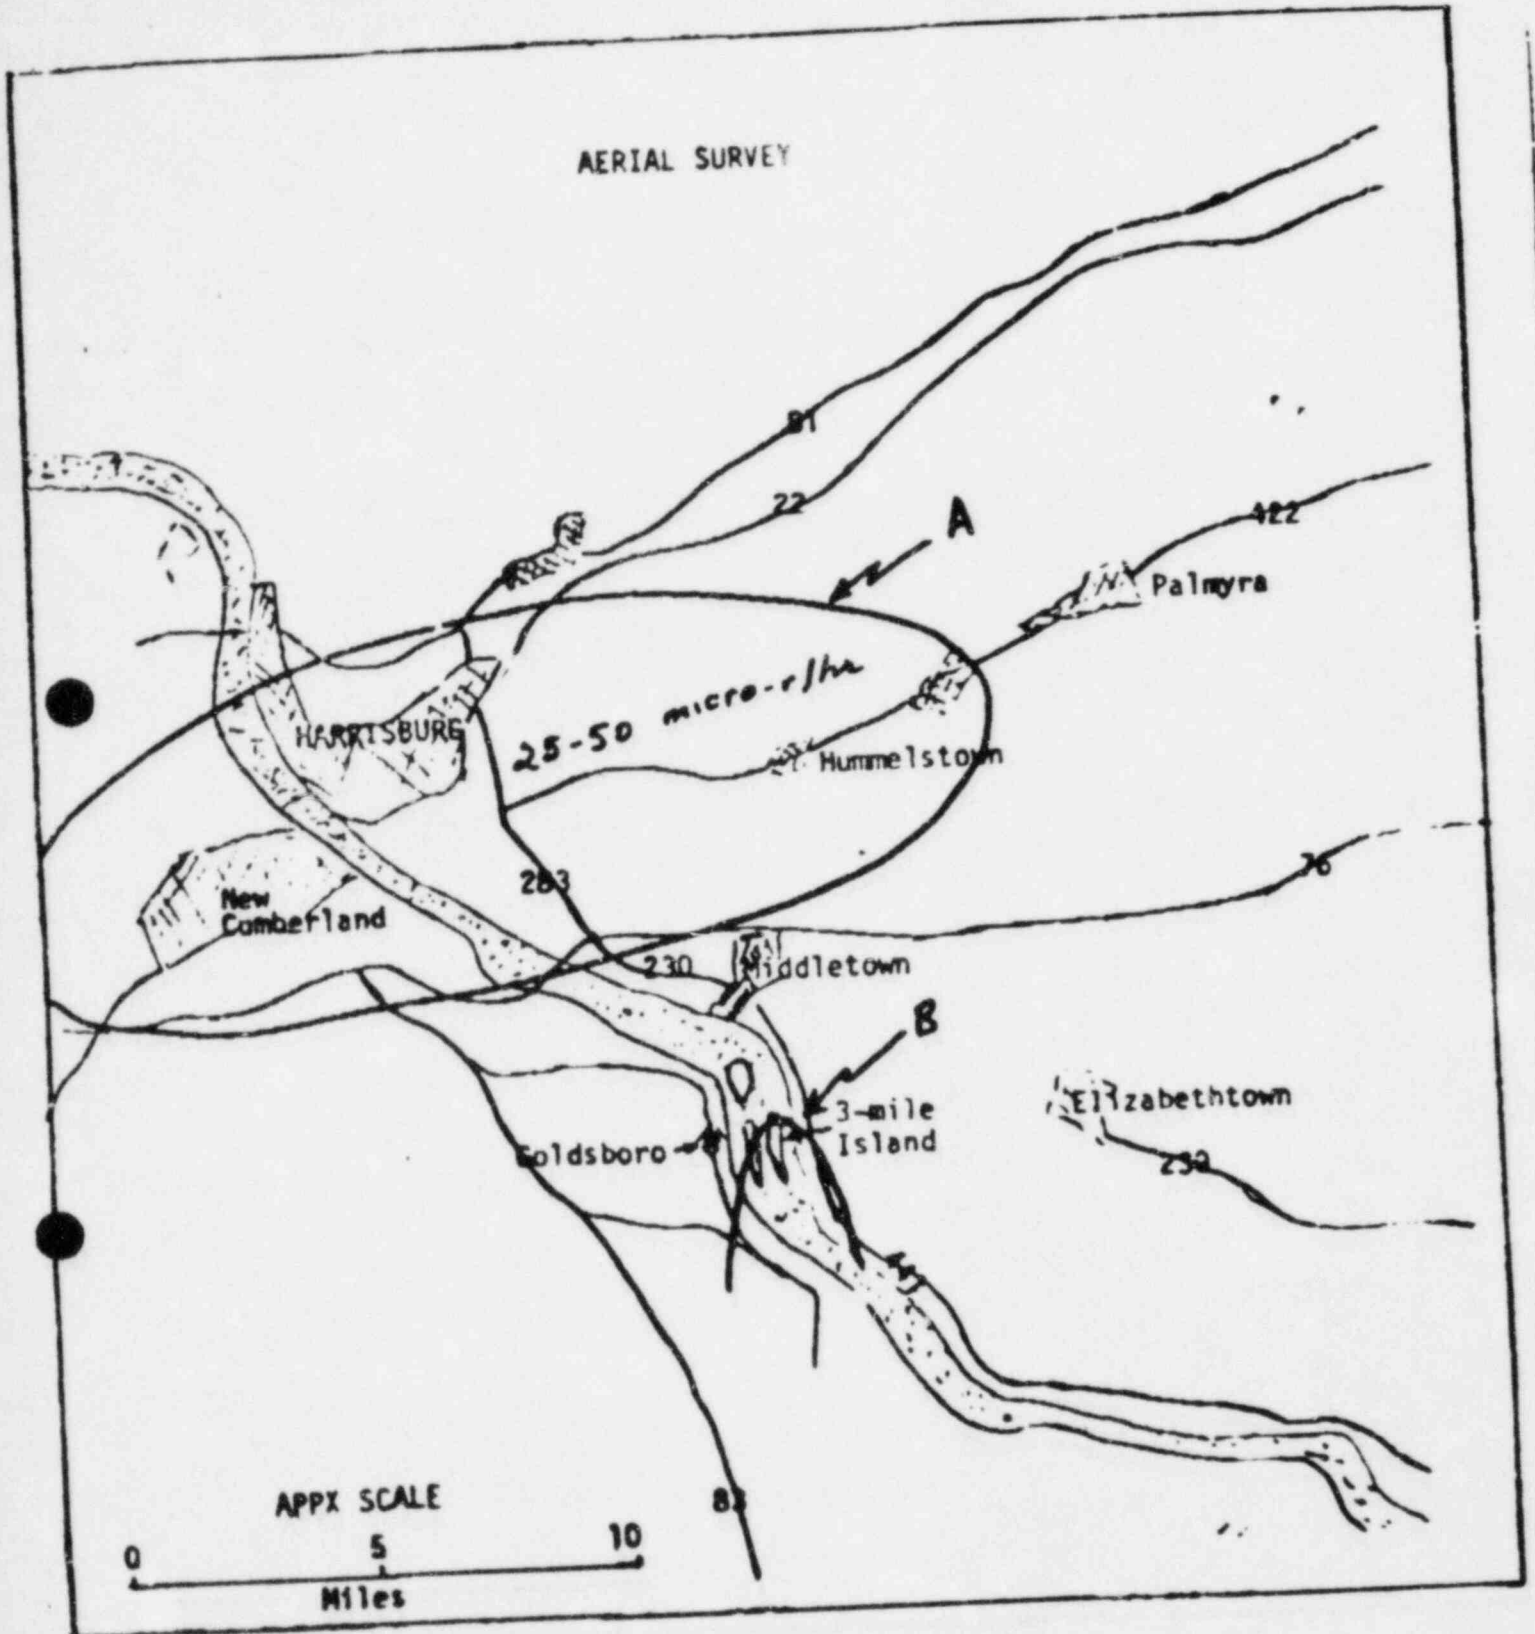 AERIAL SURVEY
81
22
A
422
Palmyra
25-50 micro-r/hr
HARRISBURG
Hummelstown
76
283
New
Cumberland
230
Middletown
B
3-mile
Island
Elizabethtown
Goldsboro
230
APPX SCALE
83
0 5 10
Miles